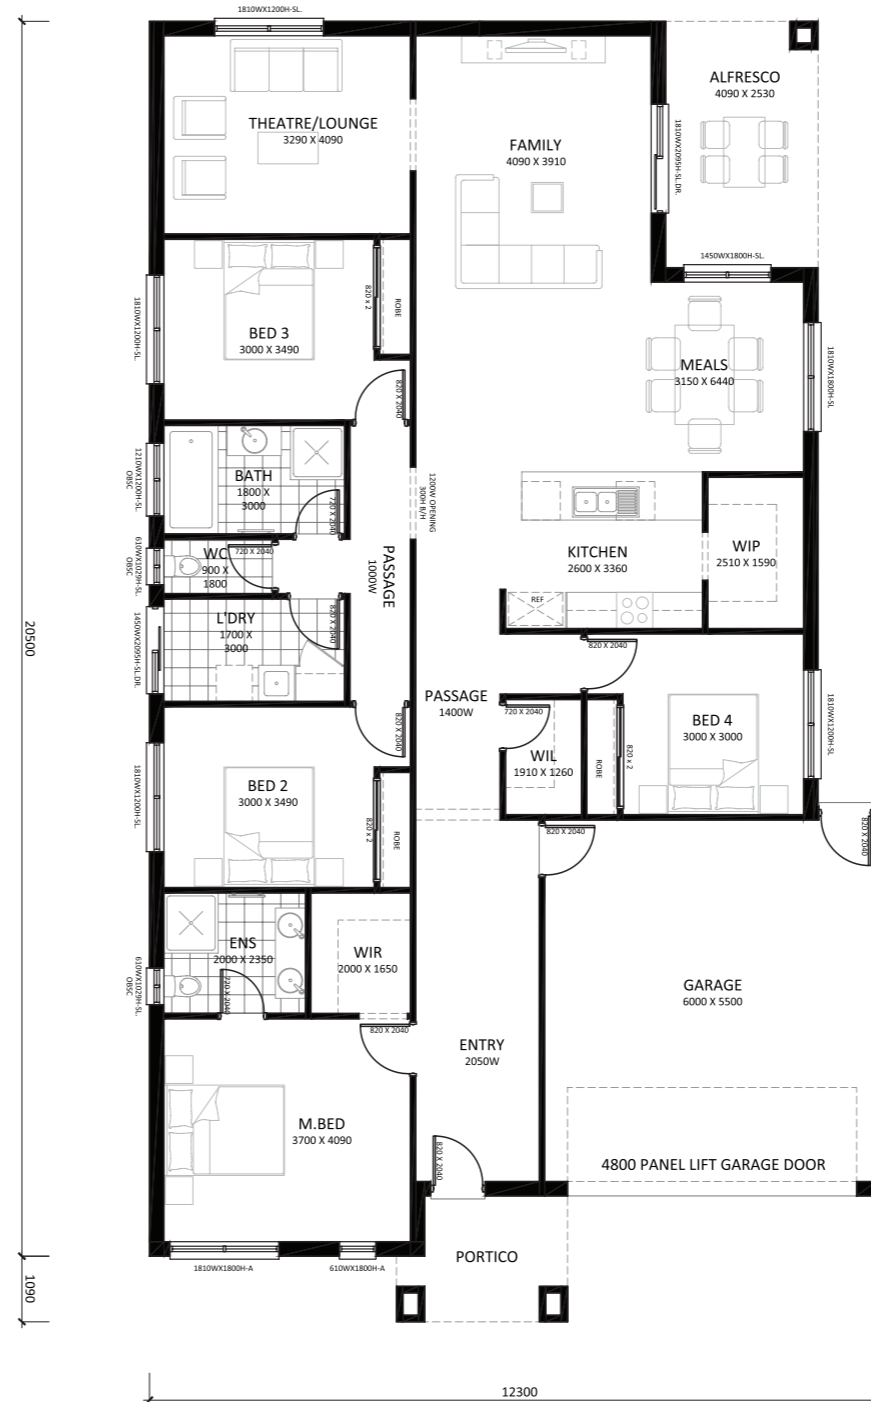 1810WX1200H-SL.
THEATRE/LOUNGE
3290 X 4090
FAMILY
4090 X 3910
ALFRESCO
4090 X 2530
1810WX2095H-SL.DR.
1450WX1800H-SL.
1810WX1200H-SL
BED 3
3000 X 3490
820 x 2
ROBE
820 X 2040
MEALS
3150 X 6440
1810WX1800H-SL
1210WX1200H-SL.
OBSC
BATH
1800 X
3000
720 X 2040
1200W OPENING
300H B/H
610WX1029H-SL.
OBSC
WC
900 X
1800
720 X 2040
PASSAGE
1000W
KITCHEN
2600 X 3360
WIP
2510 X 1590
REF
1450WX2095H-SL.DR.
L'DRY
1700 X
3000
820 X 2040
820 X 2040
PASSAGE
1400W
720 X 2040
WIL
1910 X 1260
ROBE
820 x 2
BED 4
3000 X 3000
1810WX1200H-SL
820 X 2040
1810WX1200H-SL.
BED 2
3000 X 3490
820 x 2
ROBE
820 X 2040
820 X 2040
610WX1029H-SL.
OBSC
ENS
2000 X 2350
720 X 2040
WIR
2000 X 1650
820 X 2040
GARAGE
6000 X 5500
ENTRY
2050W
M.BED
3700 X 4090
820 X 2040
4800 PANEL LIFT GARAGE DOOR
PORTICO
1810WX1800H-A
610WX1800H-A
20500
1090
12300